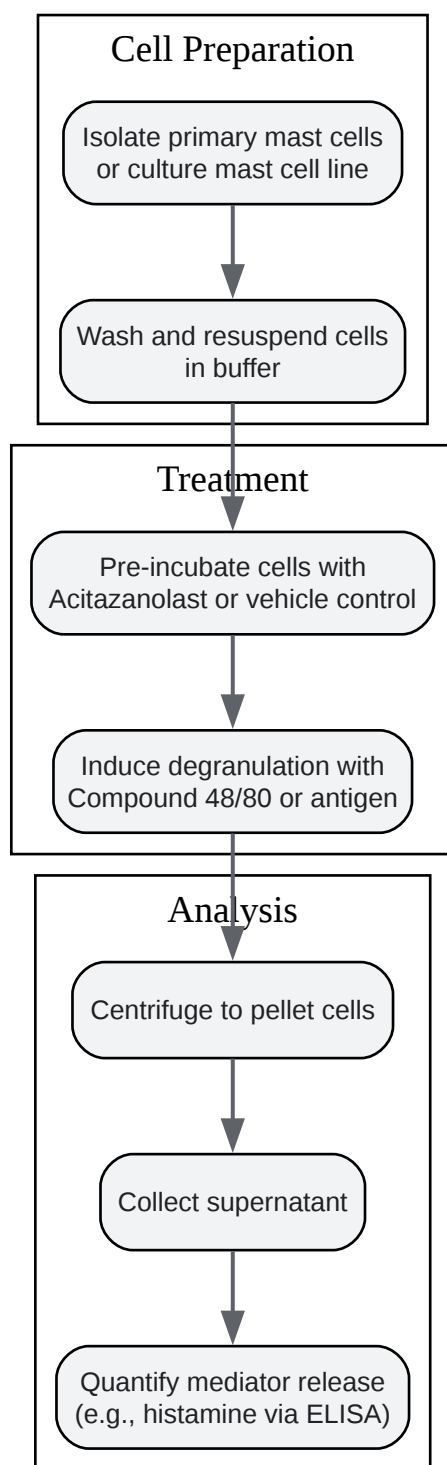 Cell Preparation
Isolate primary mast cells
or culture mast cell line
Wash and resuspend cells
in buffer
Treatment
Pre-incubate cells with
Acitazanolast or vehicle control
Induce degranulation with
Compound 48/80 or antigen
Analysis
Centrifuge to pellet cells
Collect supernatant
Quantify mediator release
(e.g., histamine via ELISA)